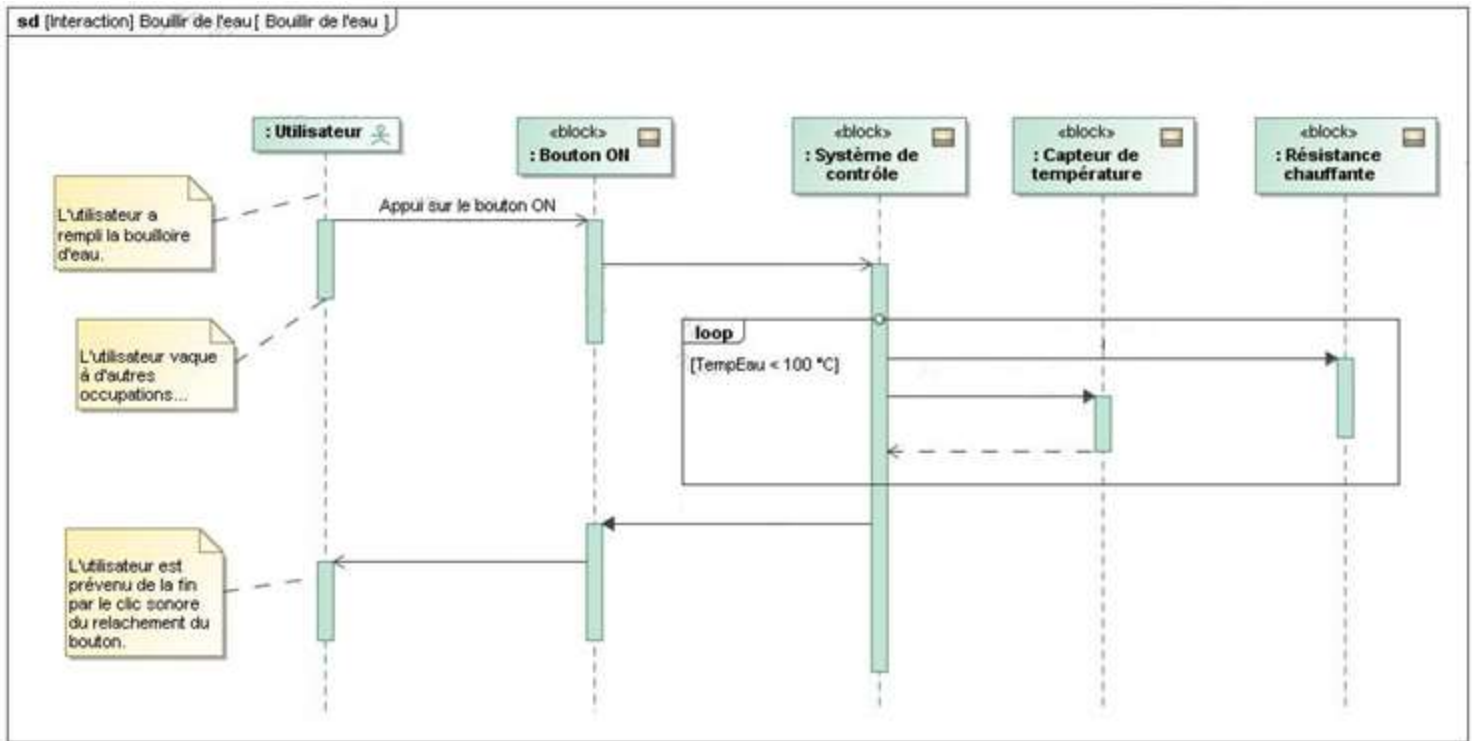 sd [Interaction] Bouillir de l'eau [ Bouillir de l'eau ]
: Utilisateur
«block»
: Bouton ON
«block»
: Système de
contrôle
«block»
: Capteur de
température
«block»
: Résistance
chauffante
L'utilisateur a
rempli la bouilloire
d'eau.
Appui sur le bouton ON
L'utilisateur vaque
à d'autres
occupations...
loop
[TempEau < 100 °C]
L'utilisateur est
prévenu de la fin
par le clic sonore
du relachement du
bouton.